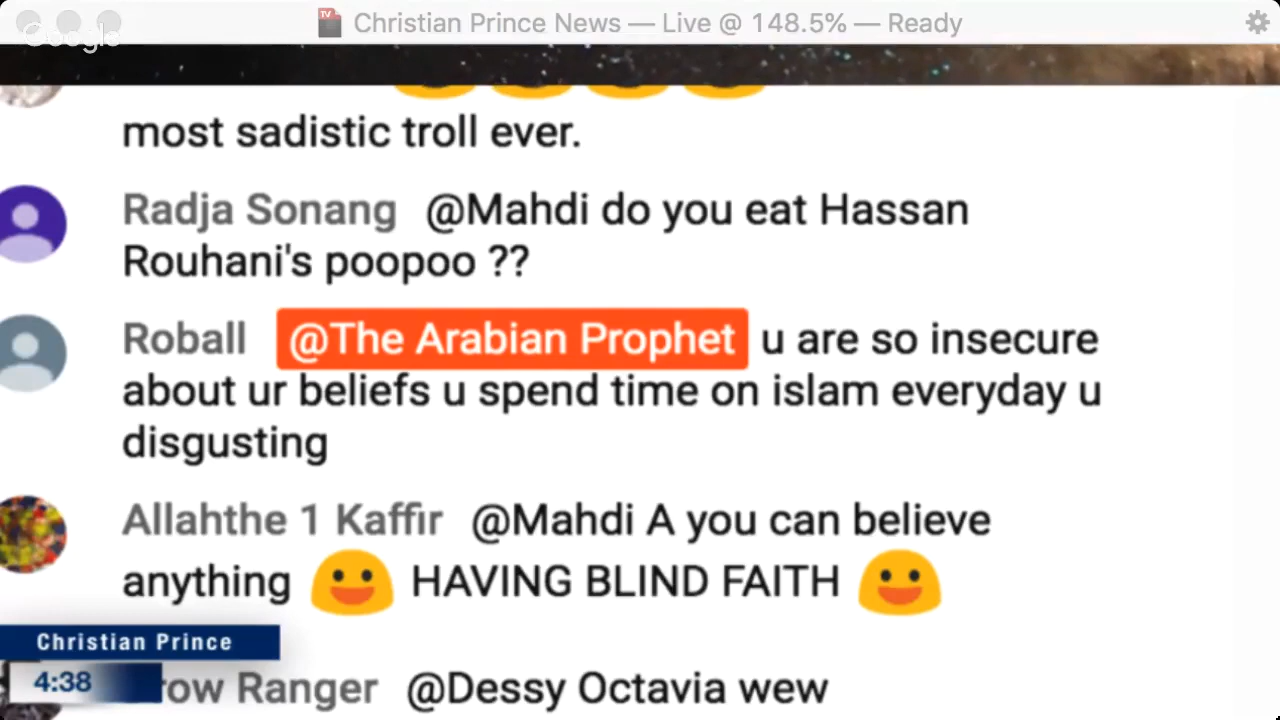 Christian Prince News — Live @ 148.5% — Ready
Google
most sadistic troll ever.
Radja Sonang @Mahdi do you eat Hassan
Rouhani's poopoo ??
Roball @The Arabian Prophet u are so insecure
about ur beliefs u spend time on islam everyday u
disgusting
Allahthe 1 Kaffir @Mahdi A you can believe
anything HAVING BLIND FAITH
Christian Prince
4:38
Ranger @Dessy Octavia wew